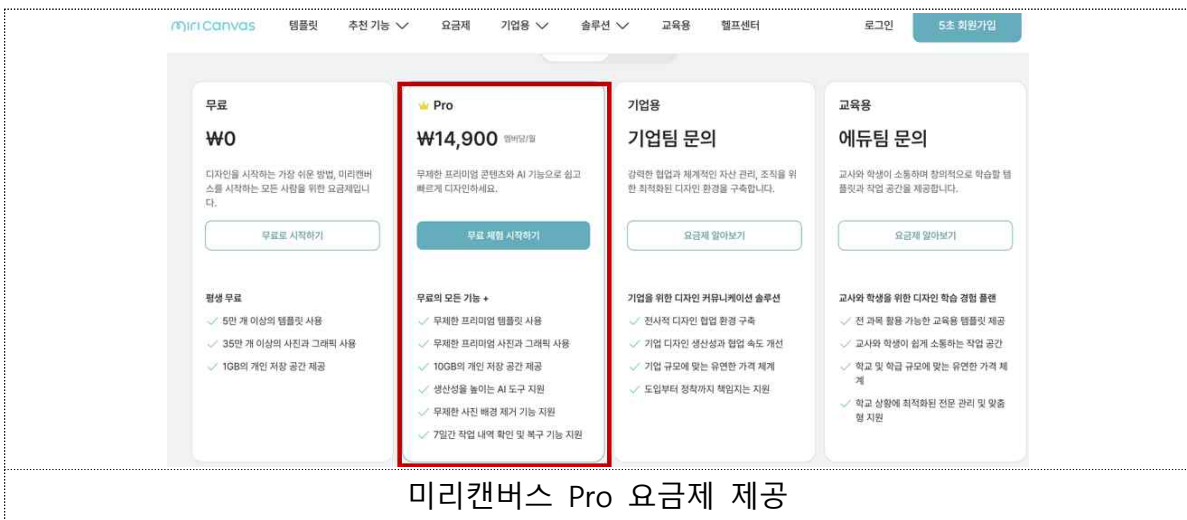 miricanvas 템플릿 추천 기능 요금제 기업용 솔루션 교육용 헬프센터 로그인 5초 회원가입
무료
₩0
디자인을 시작하는 가장 쉬운 방법, 미리캔버
스를 시작하는 모든 사람을 위한 요금제입니
다.
무료로 시작하기
평생 무료
5만 개 이상의 템플릿 사용
35만 개 이상의 사진과 그래픽 사용
1GB의 개인 저장 공간 제공
Pro
₩14,900 멤버당/월
무제한 프리미엄 콘텐츠와 AI 기능으로 쉽고
빠르게 디자인하세요.
무료 체험 시작하기
무료의 모든 기능 +
무제한 프리미엄 템플릿 사용
무제한 프리미엄 사진과 그래픽 사용
10GB의 개인 저장 공간 제공
생산성을 높이는 AI 도구 지원
무제한 사진 배경 제거 기능 지원
7일간 작업 내역 확인 및 복구 기능 지원
기업용
기업팀 문의
강력한 협업과 체계적인 자산 관리, 조직을 위
한 최적화된 디자인 환경을 구축합니다.
요금제 알아보기
기업을 위한 디자인 커뮤니케이션 솔루션
전사적 디자인 협업 환경 구축
기업 디자인 생산성과 협업 속도 개선
기업 규모에 맞는 유연한 가격 체계
도입부터 정착까지 책임지는 지원
교육용
에듀팀 문의
교사와 학생이 소통하며 창의적으로 학습할 템
플릿과 작업 공간을 제공합니다.
요금제 알아보기
교사와 학생을 위한 디자인 학습 경험 플랜
전 과목 활용 가능한 교육용 템플릿 제공
교사와 학생이 쉽게 소통하는 작업 공간
학교 및 학급 규모에 맞는 유연한 가격 체
계
학교 상황에 최적화된 전문 관리 및 맞춤
형 지원
미리캔버스 Pro 요금제 제공